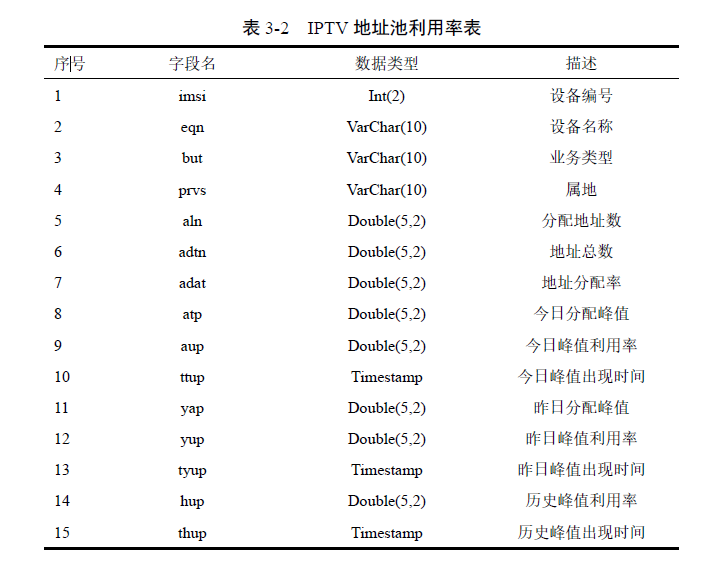 表 3-2 IPTV 地址池利用率表
序号 字段名 数据类型 描述
1 imsi Int(2) 设备编号
2 eqn VarChar(10) 设备名称
3 but VarChar(10) 业务类型
4 prvs VarChar(10) 属地
5 aln Double(5,2) 分配地址数
6 adtn Double(5,2) 地址总数
7 adat Double(5,2) 地址分配率
8 atp Double(5,2) 今日分配峰值
9 aup Double(5,2) 今日峰值利用率
10 ttup Timestamp 今日峰值出现时间
11 yap Double(5,2) 昨日分配峰值
12 yup Double(5,2) 昨日峰值利用率
13 tyup Timestamp 昨日峰值出现时间
14 hup Double(5,2) 历史峰值利用率
15 thup Timestamp 历史峰值出现时间